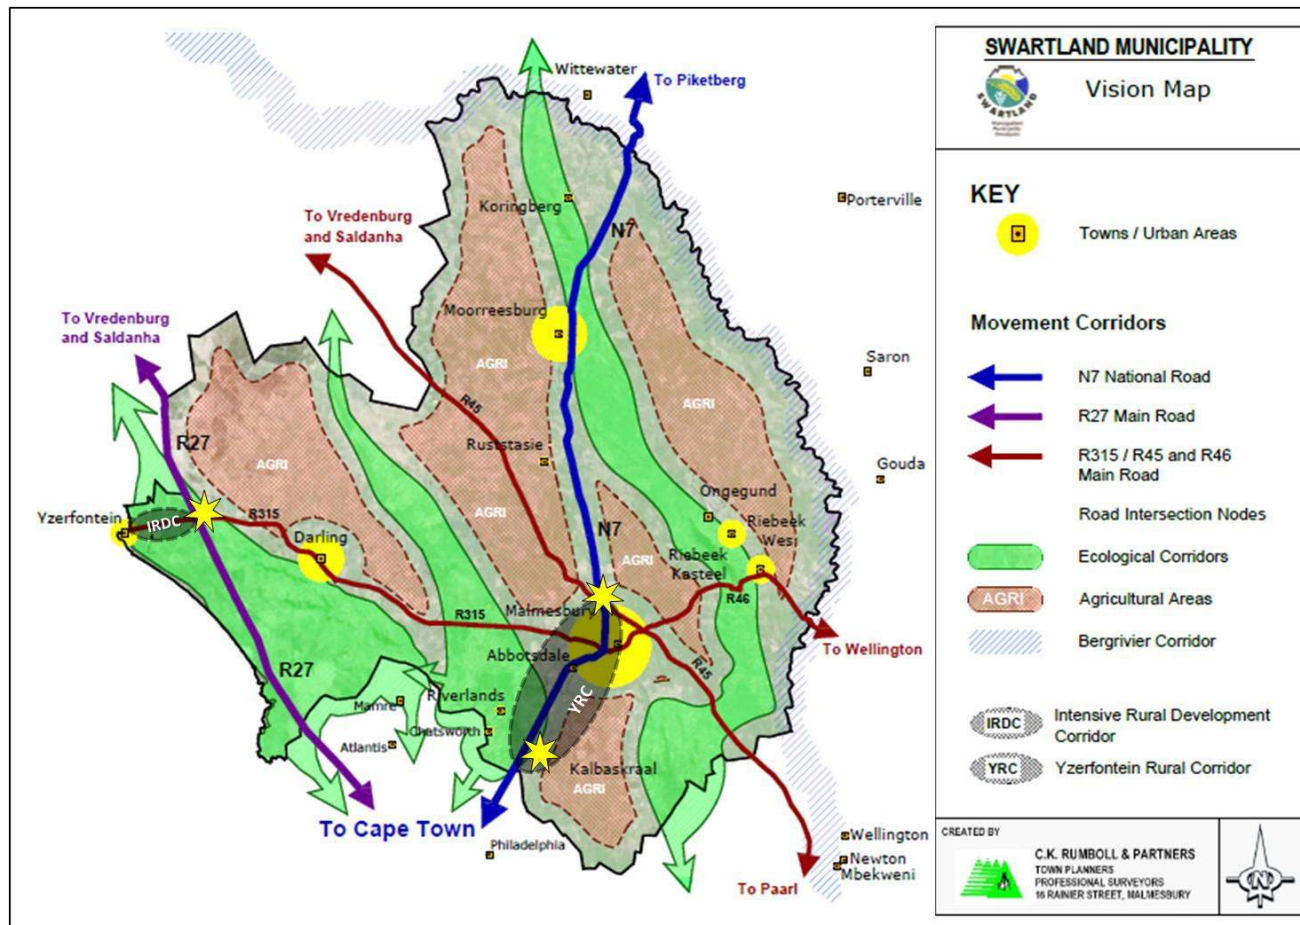 SWARTLAND MUNICIPALITY
Vision Map
SWARTLAND
KEY
Towns / Urban Areas
Movement Corridors
N7 National Road
R27 Main Road
R315 / R45 and R46
Main Road
Road Intersection Nodes
Ecological Corridors
AGRI
Agricultural Areas
Bergrivier Corridor
IRDC
Intensive Rural Development
Corridor
YRC
Yzerfontein Rural Corridor
CREATED BY
C.K. RUMBOLL & PARTNERS
TOWN PLANNERS
PROFESSIONAL SURVEYORS
16 RAINIER STREET, MALMESBURY
N
Wittewater
To Piketberg
Koringberg
Porterville
To Vredenburg
and Saldanha
N7
Moorreesburg
To Vredenburg
and Saldanha
Saron
AGRI
AGRI
R45
R27
Ruststasie
AGRI
Gouda
Ongegund
Yzerfontein
IRDC
R315
Darling
AGRI
N7
Riebeek
Wes
Riebeek
Kasteel
AGRI
Malmesbury
R315
R46
To Wellington
Abbotsdale
R45
R27
YRC
Riverlands
Mamre
Chatsworth
Atlantis
Kalbaskraal
AGRI
To Cape Town
Philadelphia
Wellington
Newton
Mbekweni
To Paarl